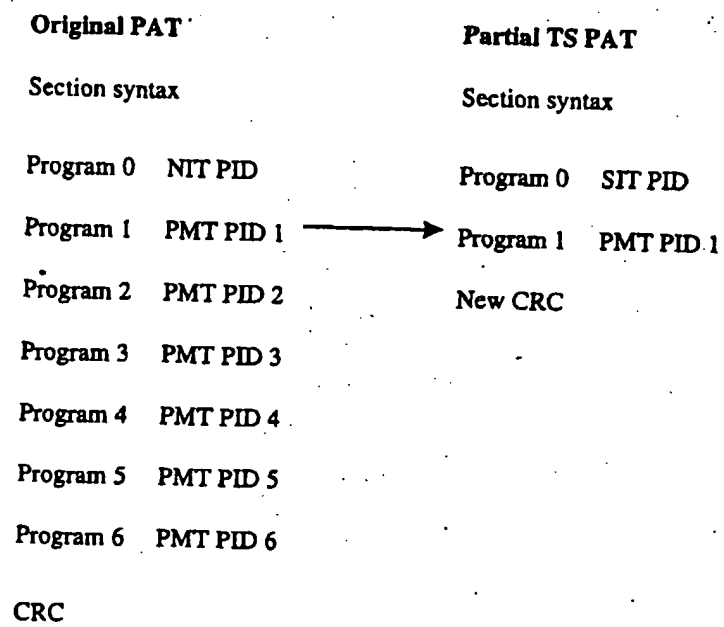 Original PAT
Section syntax
Program 0 NIT PID
Program 1 PMT PID 1
Program 2 PMT PID 2
Program 3 PMT PID 3
Program 4 PMT PID 4
Program 5 PMT PID 5
Program 6 PMT PID 6
CRC
Partial TS PAT
Section syntax
Program 0 SIT PID
Program 1 PMT PID 1
New CRC